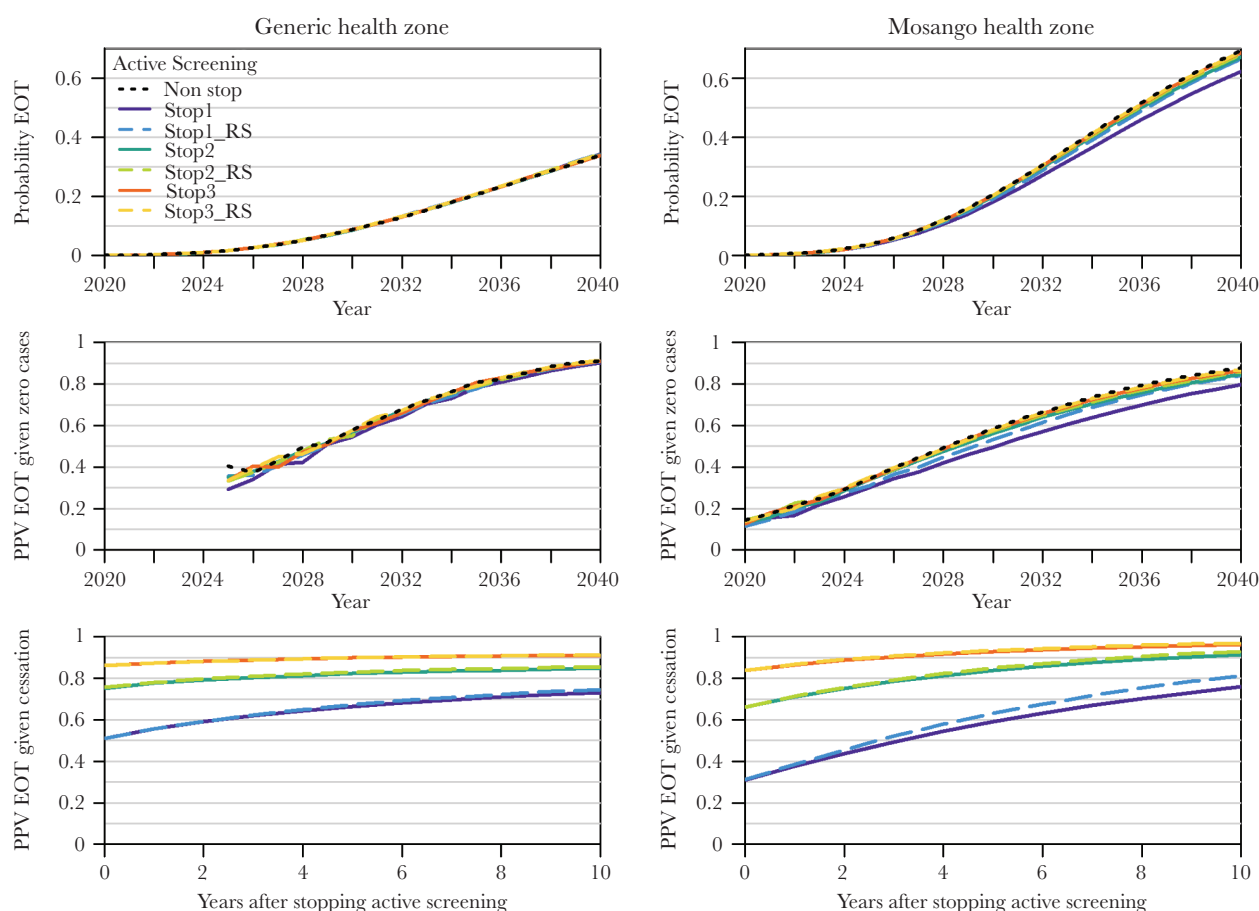 Generic health zone
Probability EOT
0.6
0.4
0.2
0
Active Screening
Non stop
Stop1
Stop1_RS
Stop2
Stop2_RS
Stop3
Stop3_RS
2020 2024 2028 2032 2036 2040
Year
Mosango health zone
Probability EOT
0.6
0.4
0.2
0
2020 2024 2028 2032 2036 2040
Year
PPV EOT given zero cases
1
0.8
0.6
0.4
0.2
0
2020 2024 2028 2032 2036 2040
Year
PPV EOT given zero cases
1
0.8
0.6
0.4
0.2
0
2020 2024 2028 2032 2036 2040
Year
PPV EOT given cessation
1
0.8
0.6
0.4
0.2
0
0 2 4 6 8 10
Years after stopping active screening
PPV EOT given cessation
1
0.8
0.6
0.4
0.2
0
0 2 4 6 8 10
Years after stopping active screening